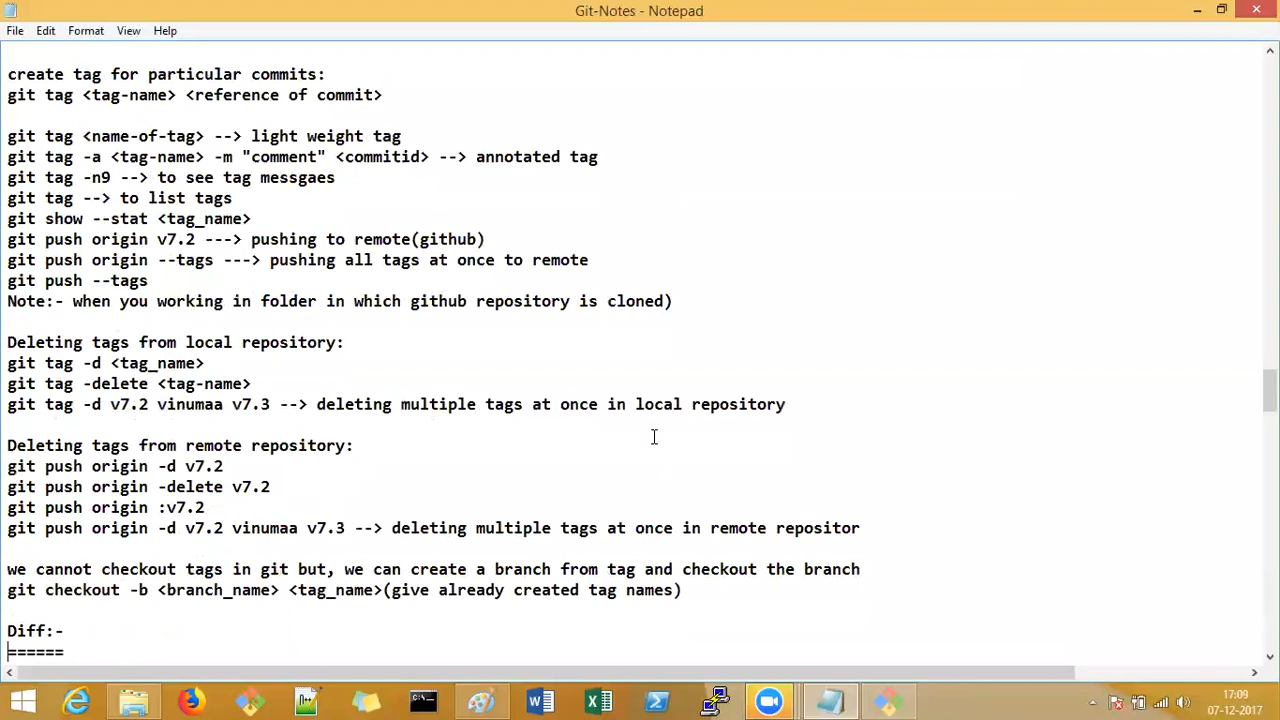 Git-Notes - Notepad
File Edit Format View Help
create tag for particular commits:
git tag <tag-name> <reference of commit>
git tag <name-of-tag> --> light weight tag
git tag -a <tag-name> -m "comment" <commitid> --> annotated tag
git tag -n9 --> to see tag messgaes
git tag --> to list tags
git show --stat <tag_name>
git push origin v7.2 ---> pushing to remote(github)
git push origin --tags ---> pushing all tags at once to remote
git push --tags
Note:- when you working in folder in which github repository is cloned)
Deleting tags from local repository:
git tag -d <tag_name>
git tag -delete <tag-name>
git tag -d v7.2 vinumaa v7.3 --> deleting multiple tags at once in local repository
Deleting tags from remote repository:
git push origin -d v7.2
git push origin -delete v7.2
git push origin :v7.2
git push origin -d v7.2 vinumaa v7.3 --> deleting multiple tags at once in remote repositor
we cannot checkout tags in git but, we can create a branch from tag and checkout the branch
git checkout -b <branch_name> <tag_name>(give already created tag names)
Diff:-
======
17:09
07-12-2017